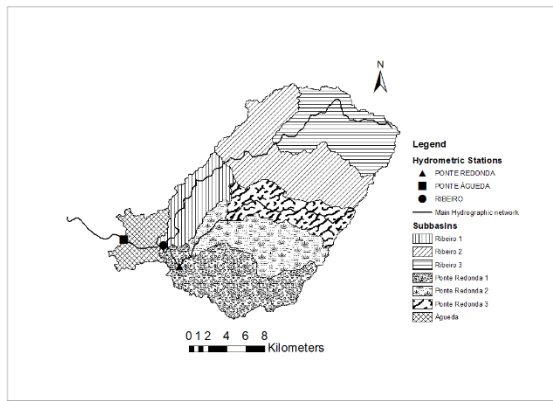 N
Legend
Hydrometric Stations
PONTE REDONDA
PONTE ÁGUEDA
RIBEIRO
Main Hydrographic network
Subbasins
Ribeiro 1
Ribeiro 2
Ribeiro 3
Ponte Redonda 1
Ponte Redonda 2
Ponte Redonda 3
Águeda
0 1 2 4 6 8
Kilometers